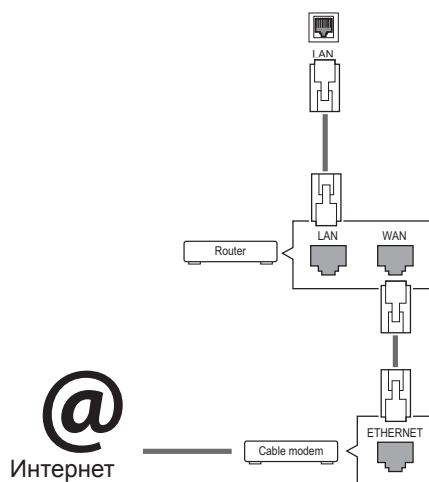 LAN
LAN WAN
Router
@
ETHERNET
Cable modem
Интернет